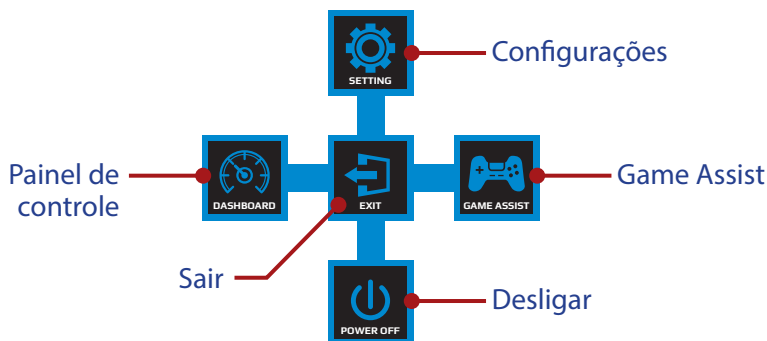 SETTING
Configurações
Painel de
controle
DASHBOARD
EXIT
GAME ASSIST
Game Assist
Sair
POWER OFF
Desligar